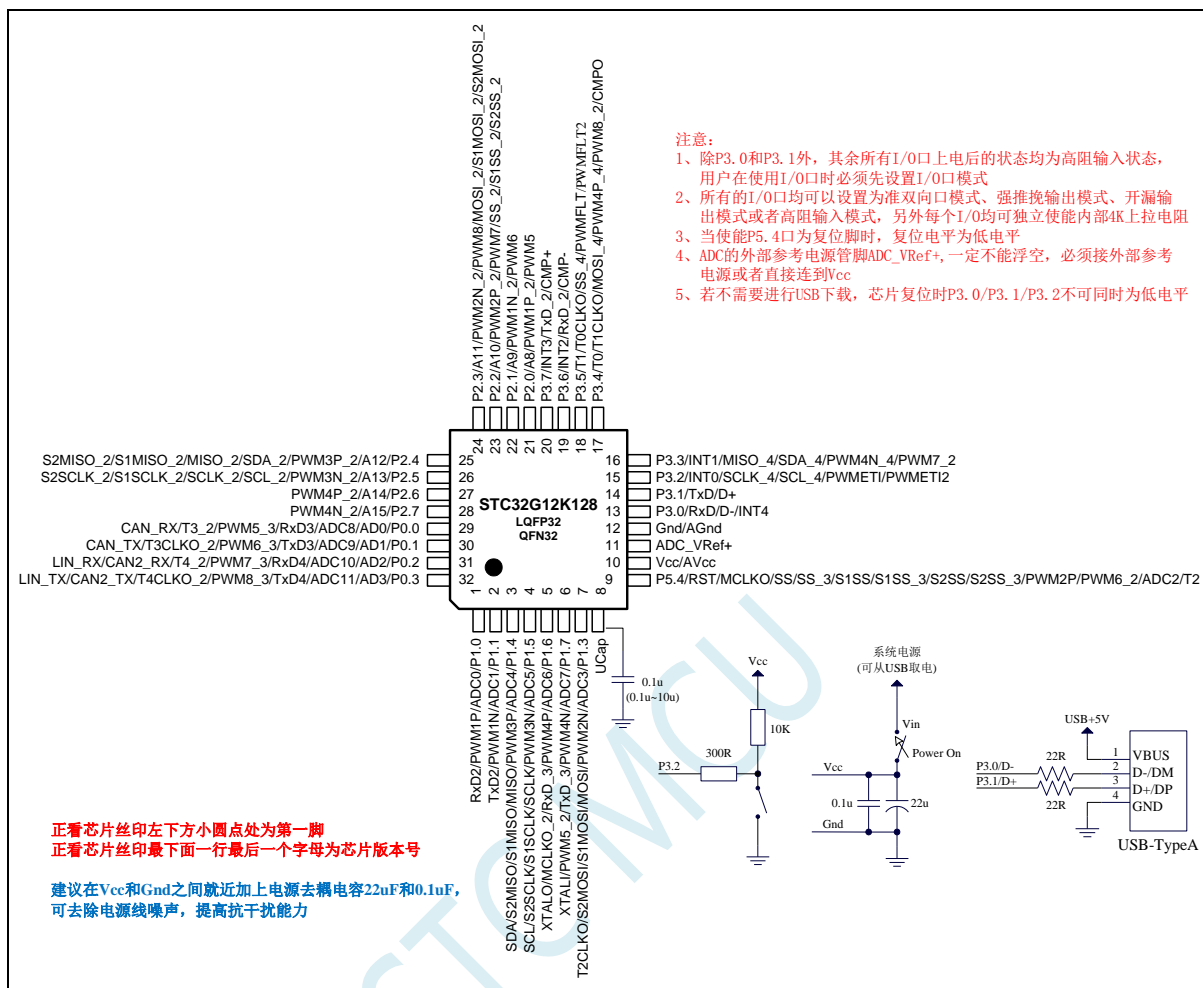 P2.3/A11/PWM2N_2/PWM8/MOSI_2/S1MOSI_2/S2MOSI_2
P2.2/A10/PWM2P_2/PWM7/SS_2/S1SS_2/S2SS_2
P2.1/A9/PWM1N_2/PWM6
P2.0/A8/PWM1P_2/PWM5
P3.7/INT3/TxD_2/CMP+
P3.6/INT2/RxD_2/CMP-
P3.5/T1/T0CLKO/SS_4/PWMFLT/PWMFLT2
P3.4/T0/T1CLKO/MOSI_4/PWM4P_4/PWM8_2/CMPO
注意：
1、除P3.0和P3.1外，其余所有I/O口上电后的状态均为高阻输入状态，
用户在使用I/O口时必须先设置I/O口模式
2、所有的I/O口均可以设置为准双向口模式、强推挽输出模式、开漏输
出模式或者高阻输入模式，另外每个I/O均可独立使能内部4K上拉电阻
3、当使能P5.4口为复位脚时，复位电平为低电平
4、ADC的外部参考电源管脚ADC_VRef+,一定不能浮空，必须接外部参考
电源或者直接连到Vcc
5、若不需要进行USB下载，芯片复位时P3.0/P3.1/P3.2不可同时为低电平
24 23 22 21 20 19 18 17
S2MISO_2/S1MISO_2/MISO_2/SDA_2/PWM3P_2/A12/P2.4 25
S2SCLK_2/S1SCLK_2/SCLK_2/SCL_2/PWM3N_2/A13/P2.5 26
PWM4P_2/A14/P2.6 27
PWM4N_2/A15/P2.7 28
CAN_RX/T3_2/PWM5_3/RxD3/ADC8/AD0/P0.0 29
CAN_TX/T3CLKO_2/PWM6_3/TxD3/ADC9/AD1/P0.1 30
LIN_RX/CAN2_RX/T4_2/PWM7_3/RxD4/ADC10/AD2/P0.2 31
LIN_TX/CAN2_TX/T4CLKO_2/PWM8_3/TxD4/ADC11/AD3/P0.3 32
STC32G12K128
LQFP32
QFN32
16 P3.3/INT1/MISO_4/SDA_4/PWM4N_4/PWM7_2
15 P3.2/INT0/SCLK_4/SCL_4/PWMETI/PWMETI2
14 P3.1/TxD/D+
13 P3.0/RxD/D-/INT4
12 Gnd/AGnd
11 ADC_VRef+
10 Vcc/AVcc
9 P5.4/RST/MCLKO/SS/SS_3/S1SS/S1SS_3/S2SS/S2SS_3/PWM2P/PWM6_2/ADC2/T2
1 2 3 4 5 6 7 8
RxD2/PWM1P/ADC0/P1.0
TxD2/PWM1N/ADC1/P1.1
SDA/S2MISO/S1MISO/MISO/PWM3P/ADC4/P1.4
SCL/S2SCLK/S1SCLK/SCLK/PWM3N/ADC5/P1.5
XTALO/MCLKO_2/RxD_3/PWM4P/ADC6/P1.6
XTALI/PWM5_2/TxD_3/PWM4N/ADC7/P1.7
T2CLKO/S2MOSI/S1MOSI/MOSI/PWM2N/ADC3/P1.3
UCap
0.1u
(0.1u~10u)
Vcc
10K
300R
P3.2
系统电源
(可从USB取电)
Vin
Power On
Vcc
0.1u
22u
Gnd
USB+5V
22R
P3.0/D-
P3.1/D+
22R
1 VBUS
2 D-/DM
3 D+/DP
4 GND
USB-TypeA
正看芯片丝印左下方小圆点处为第一脚
正看芯片丝印最下面一行最后一个字母为芯片版本号
建议在Vcc和Gnd之间就近加上电源去耦电容22uF和0.1uF，
可去除电源线噪声，提高抗干扰能力
STC MCU